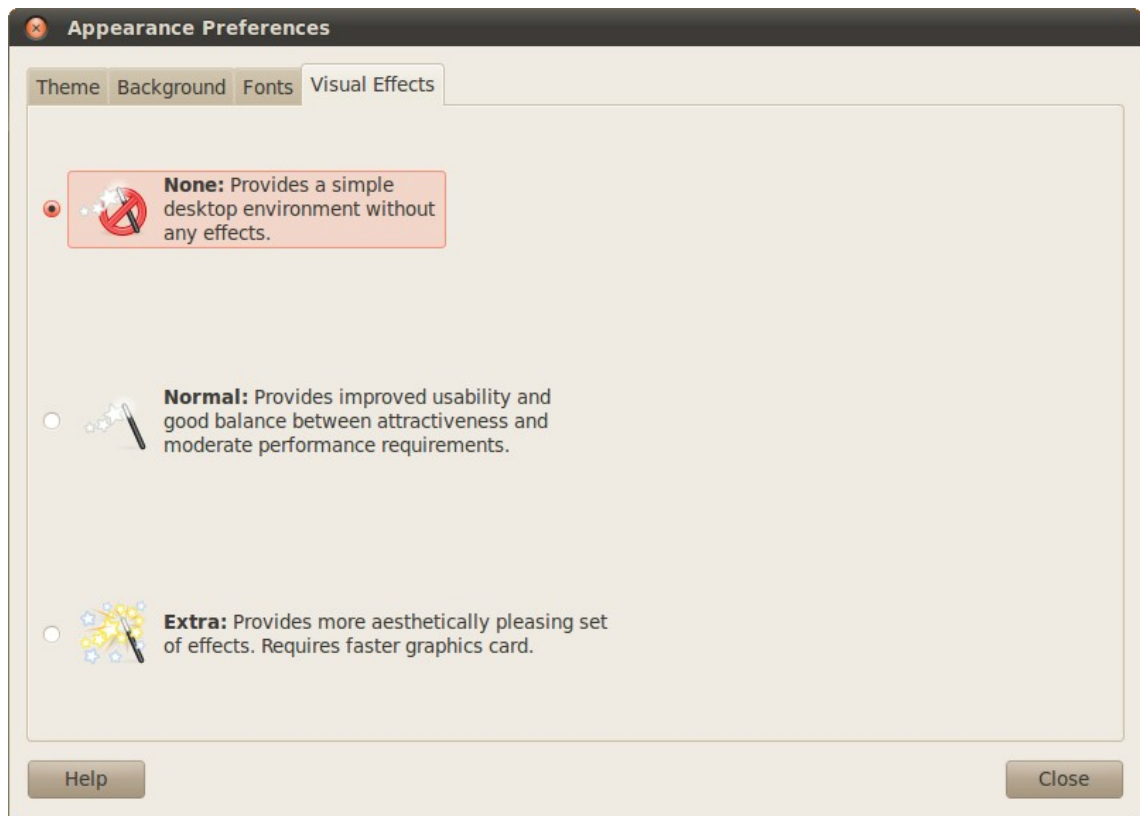 Appearance Preferences
Theme Background Fonts Visual Effects
None: Provides a simple
desktop environment without
any effects.
Normal: Provides improved usability and
good balance between attractiveness and
moderate performance requirements.
Extra: Provides more aesthetically pleasing set
of effects. Requires faster graphics card.
Help Close